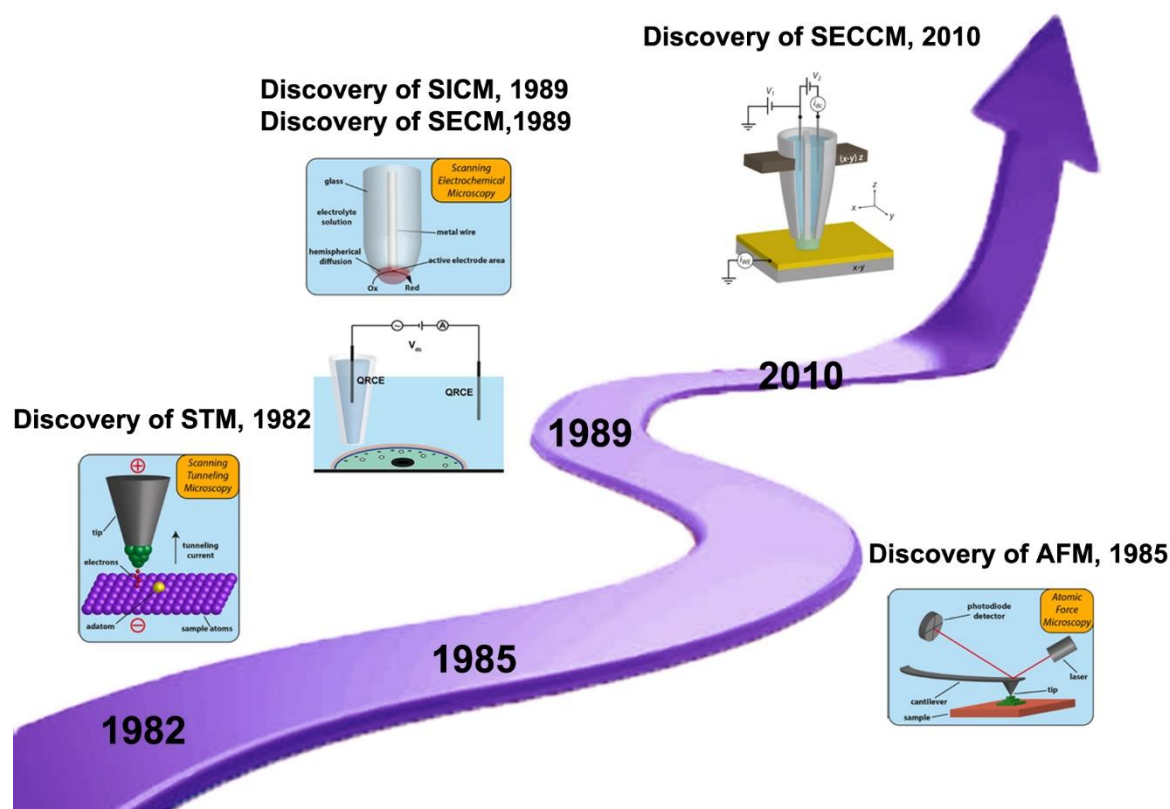 Discovery of SECCM, 2010
V2
V1
idc
(x-y) z
z
x
y
iWE
x-y
Discovery of SICM, 1989
Discovery of SECM,1989
Scanning
Electrochemical
Microscopy
glass
electrolyte
solution
metal wire
hemispherical
diffusion
active electrode area
Ox
Red
~
A
Vdc
QRCE
QRCE
Discovery of STM, 1982
+
Scanning
Tunneling
Microscopy
tip
tunneling
current
electrons
adatom
−
sample atoms
2010
1989
1985
1982
Discovery of AFM, 1985
Atomic
Force
Microscopy
photodiode
detector
laser
tip
cantilever
sample